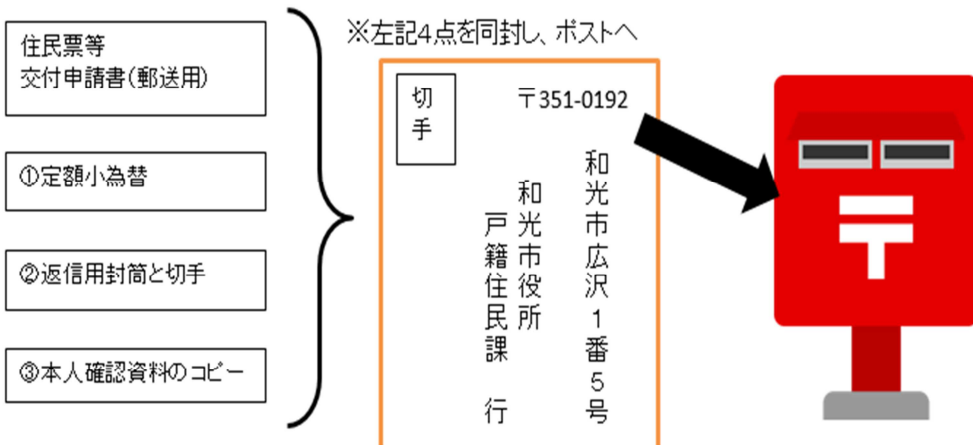 住民票等
交付申請書(郵送用)
①定額小為替
②返信用封筒と切手
③本人確認資料のコピー
※左記4点を同封し、ポストへ
切手
〒351-0192
和光市広沢1番5号
和光市役所
戸籍住民課 行
〒